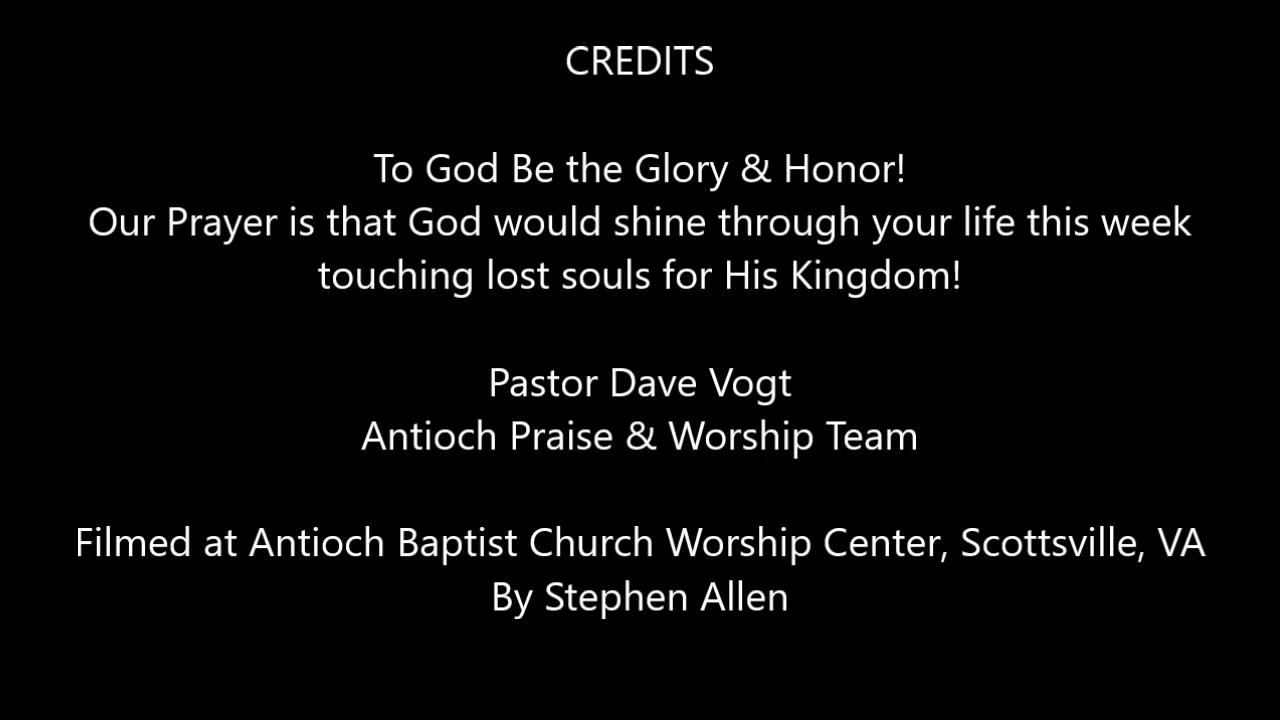 CREDITS
To God Be the Glory & Honor!
Our Prayer is that God would shine through your life this week
touching lost souls for His Kingdom!
Pastor Dave Vogt
Antioch Praise & Worship Team
Filmed at Antioch Baptist Church Worship Center, Scottsville, VA
By Stephen Allen